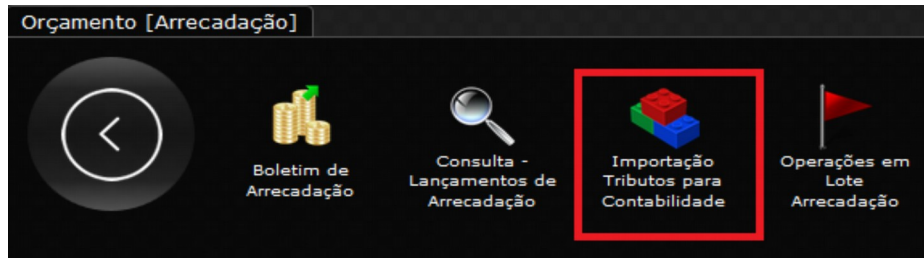 Orçamento [Arrecadação]
Boletim de
Arrecadação
Consulta -
Lançamentos de
Arrecadação
Importação
Tributos para
Contabilidade
Operações em
Lote
Arrecadação